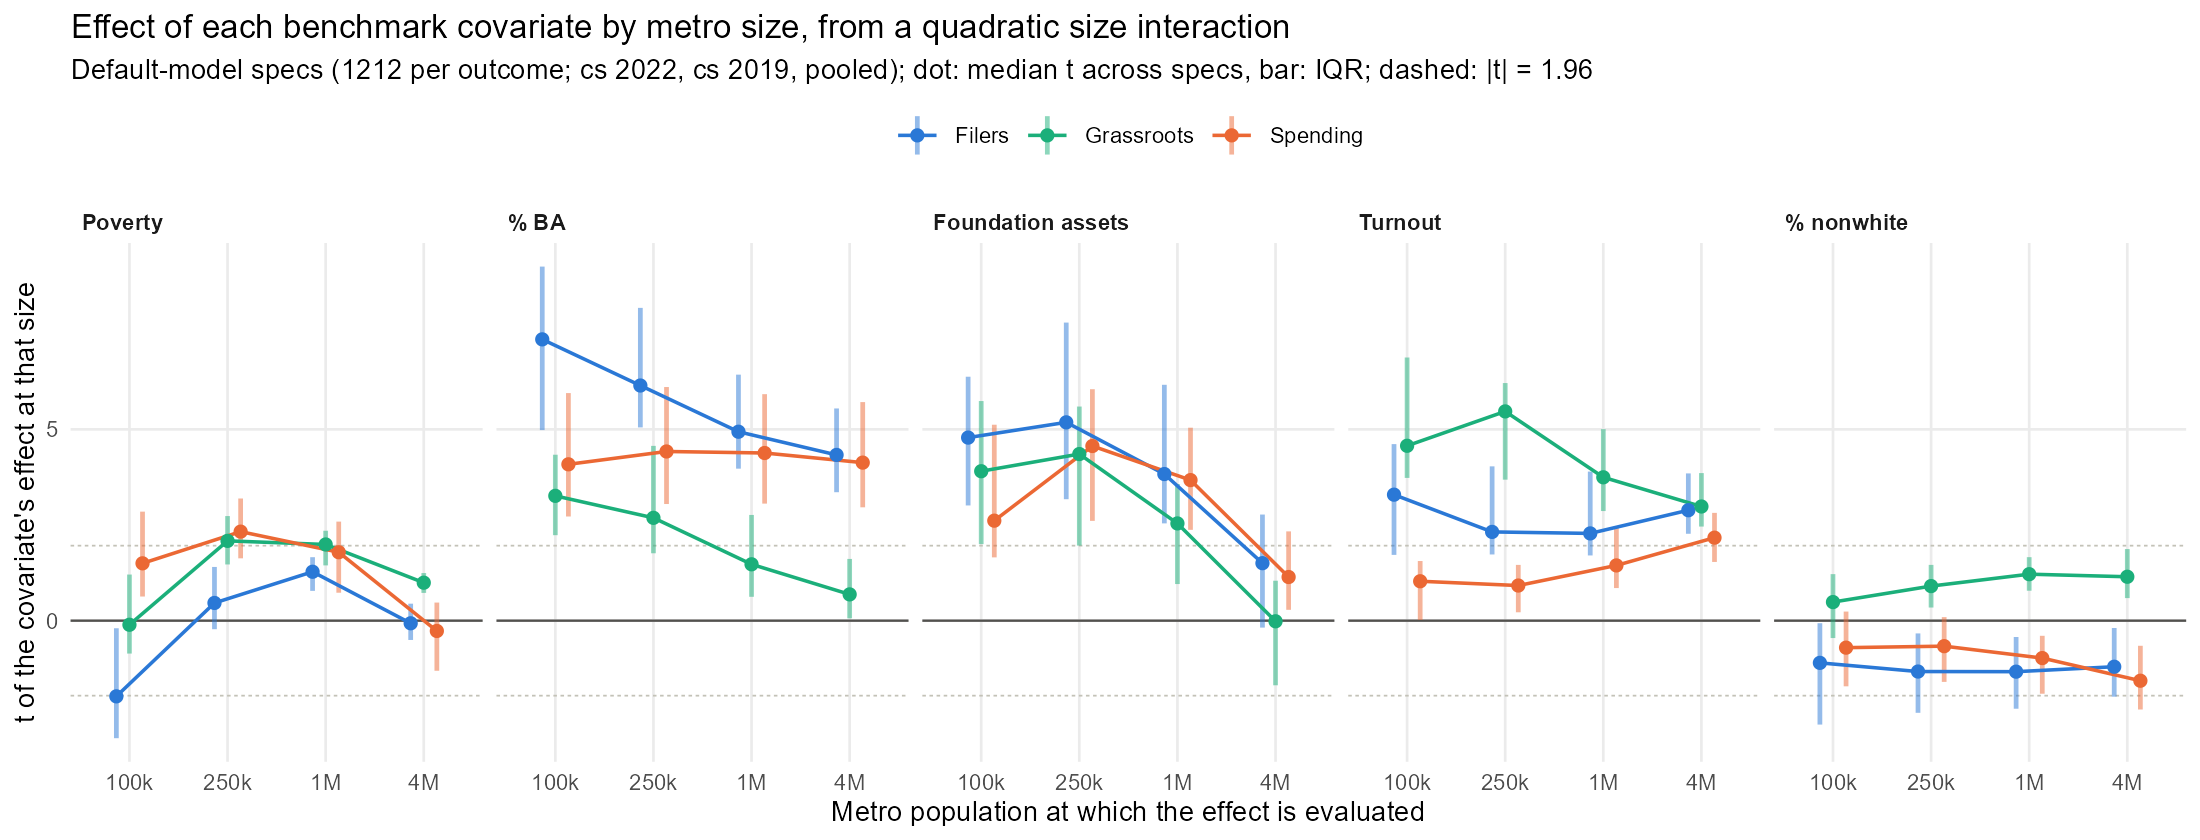 Effect of each benchmark covariate by metro size, from a quadratic size interaction
Default-model specs (1212 per outcome; cs 2022, cs 2019, pooled); dot: median t across specs, bar: IQR; dashed: |t| = 1.96
Filers Grassroots Spending
Poverty % BA Foundation assets Turnout % nonwhite
t of the covariate's effect at that size
5
0
100k 250k 1M 4M 100k 250k 1M 4M 100k 250k 1M 4M 100k 250k 1M 4M 100k 250k 1M 4M
Metro population at which the effect is evaluated